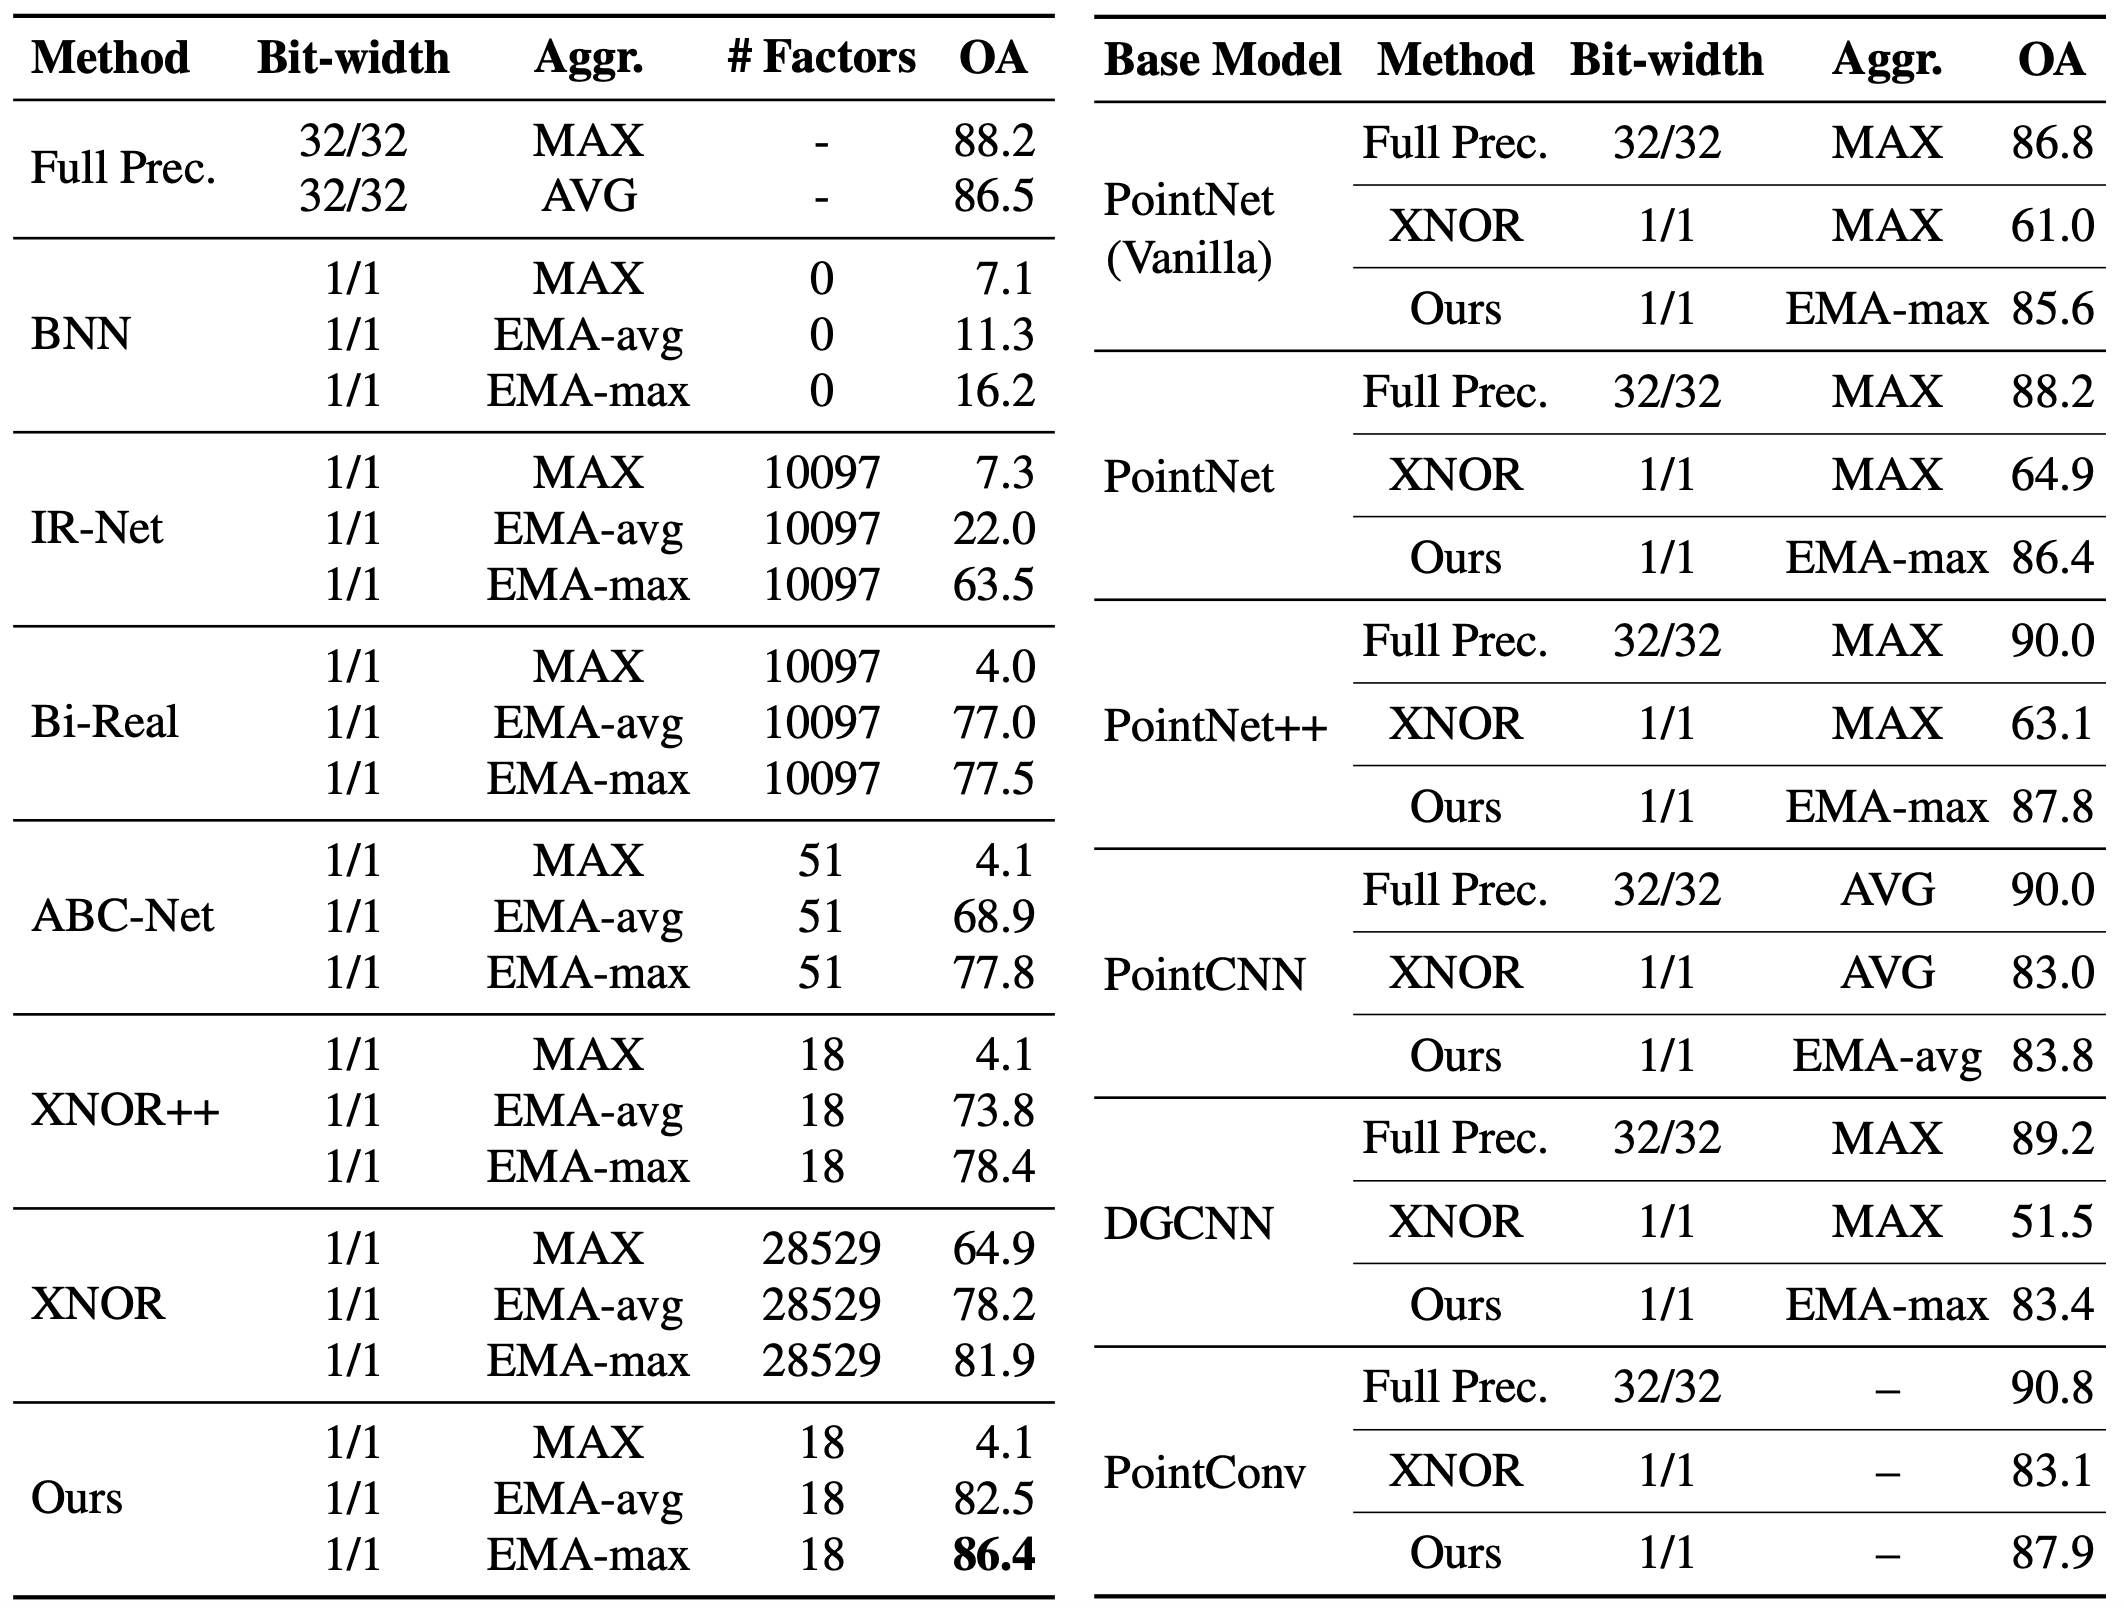 Method Bit-width Aggr. # Factors OA
Full Prec. 32/32 MAX - 88.2
32/32 AVG - 86.5
BNN 1/1 MAX 0 7.1
1/1 EMA-avg 0 11.3
1/1 EMA-max 0 16.2
IR-Net 1/1 MAX 10097 7.3
1/1 EMA-avg 10097 22.0
1/1 EMA-max 10097 63.5
Bi-Real 1/1 MAX 10097 4.0
1/1 EMA-avg 10097 77.0
1/1 EMA-max 10097 77.5
ABC-Net 1/1 MAX 51 4.1
1/1 EMA-avg 51 68.9
1/1 EMA-max 51 77.8
XNOR++ 1/1 MAX 18 4.1
1/1 EMA-avg 18 73.8
1/1 EMA-max 18 78.4
XNOR 1/1 MAX 28529 64.9
1/1 EMA-avg 28529 78.2
1/1 EMA-max 28529 81.9
Ours 1/1 MAX 18 4.1
1/1 EMA-avg 18 82.5
1/1 EMA-max 18 86.4
Base Model Method Bit-width Aggr. OA
PointNet (Vanilla) Full Prec. 32/32 MAX 86.8
XNOR 1/1 MAX 61.0
Ours 1/1 EMA-max 85.6
PointNet Full Prec. 32/32 MAX 88.2
XNOR 1/1 MAX 64.9
Ours 1/1 EMA-max 86.4
PointNet++ Full Prec. 32/32 MAX 90.0
XNOR 1/1 MAX 63.1
Ours 1/1 EMA-max 87.8
PointCNN Full Prec. 32/32 AVG 90.0
XNOR 1/1 AVG 83.0
Ours 1/1 EMA-avg 83.8
DGCNN Full Prec. 32/32 MAX 89.2
XNOR 1/1 MAX 51.5
Ours 1/1 EMA-max 83.4
PointConv Full Prec. 32/32 – 90.8
XNOR 1/1 – 83.1
Ours 1/1 – 87.9